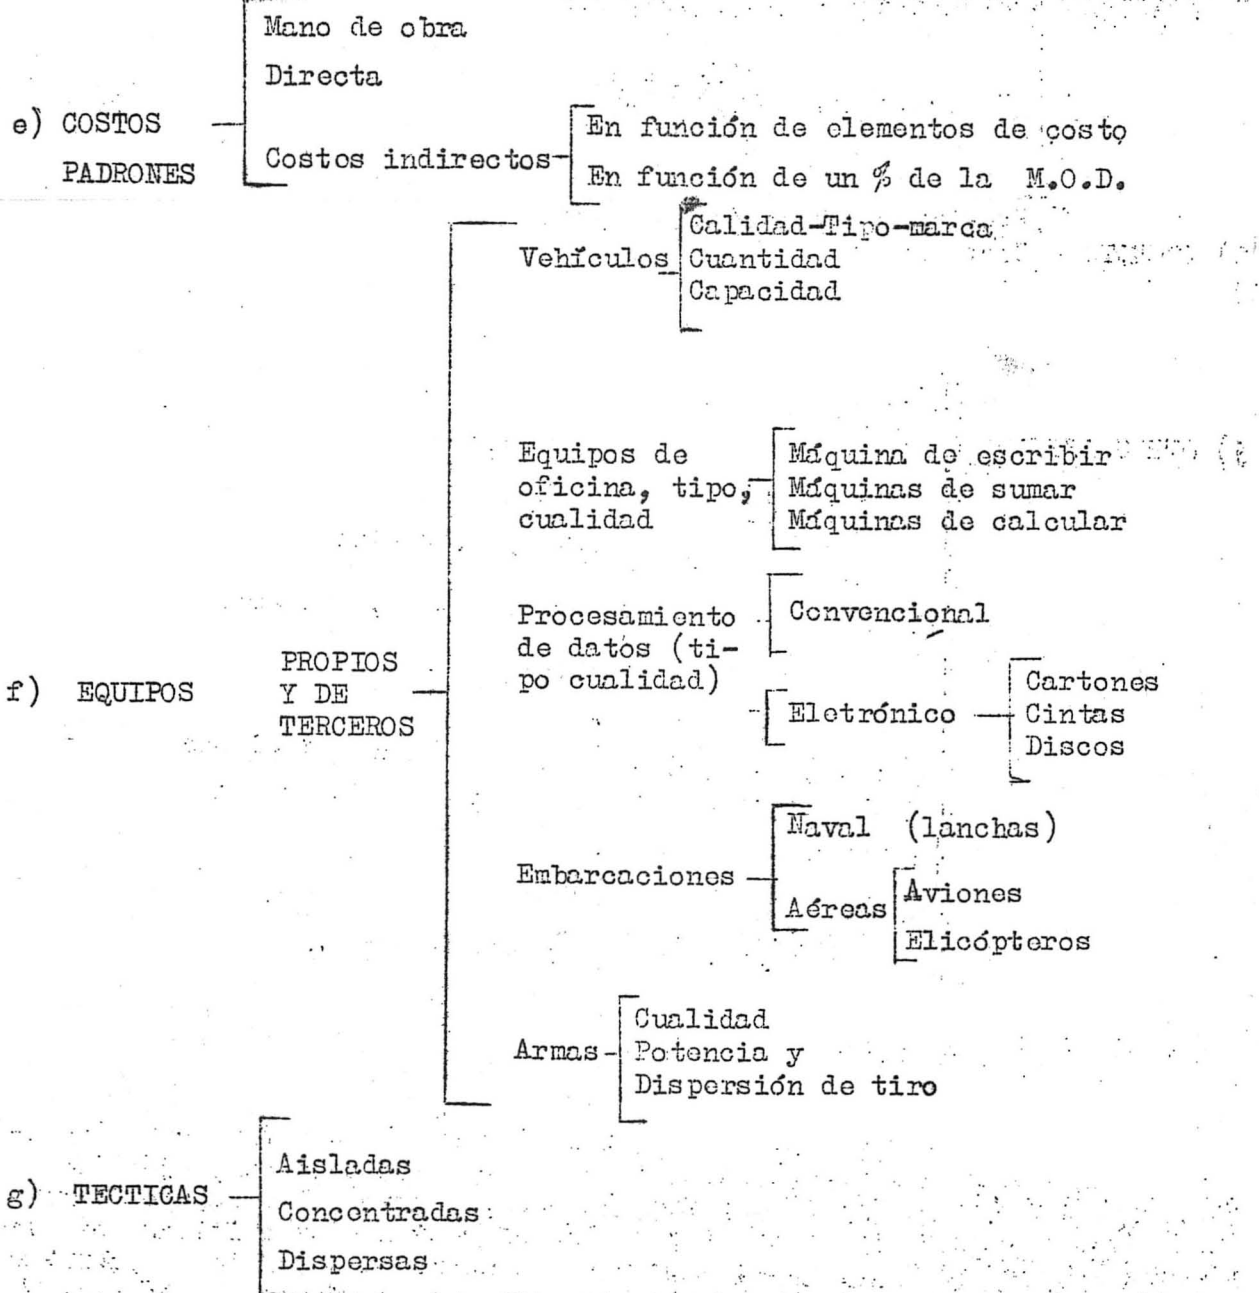 Mano de obra
Directa
e) COSTOS
PADRONES
Costos indirectos
En función de elementos de costo
En función de un % de la M.O.D.
f) EQUIPOS
PROPIOS
Y DE
TERCEROS
Vehículos
Calidad-Tipo-marca
Cuantidad
Capacidad
Equipos de
oficina, tipo,
cualidad
Máquina de escribir
Máquinas de sumar
Máquinas de calcular
Procesamiento
de datos (ti-
po cualidad)
Convencional
Eletrónico
Cartones
Cintas
Discos
Embarcaciones
Naval (lanchas)
Aéreas
Aviones
Elicópteros
Armas
Cualidad
Potencia y
Dispersión de tiro
g) TECTICAS
Aisladas
Concentradas
Dispersas